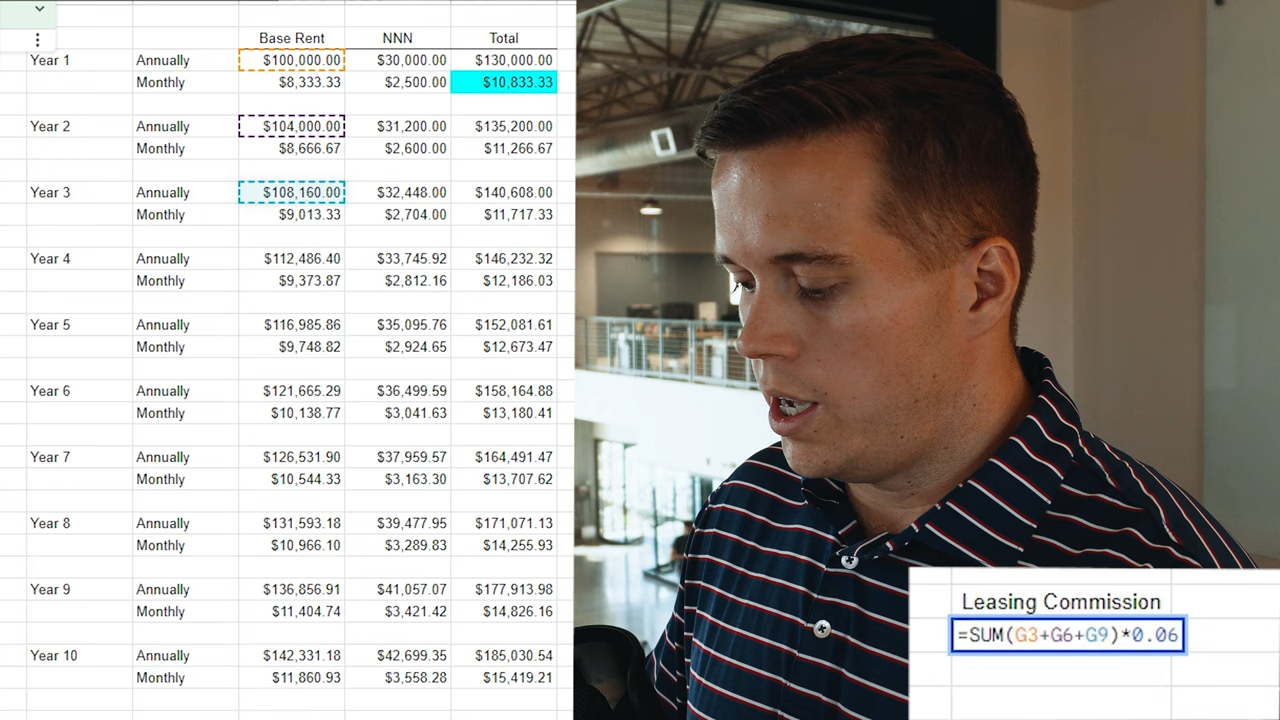 Base Rent NNN Total
Year 1 Annually $100,000.00 $30,000.00 $130,000.00
Monthly $8,333.33 $2,500.00 $10,833.33
Year 2 Annually $104,000.00 $31,200.00 $135,200.00
Monthly $8,666.67 $2,600.00 $11,266.67
Year 3 Annually $108,160.00 $32,448.00 $140,608.00
Monthly $9,013.33 $2,704.00 $11,717.33
Year 4 Annually $112,486.40 $33,745.92 $146,232.32
Monthly $9,373.87 $2,812.16 $12,186.03
Year 5 Annually $116,985.86 $35,095.76 $152,081.61
Monthly $9,748.82 $2,924.65 $12,673.47
Year 6 Annually $121,665.29 $36,499.59 $158,164.88
Monthly $10,138.77 $3,041.63 $13,180.41
Year 7 Annually $126,531.90 $37,959.57 $164,491.47
Monthly $10,544.33 $3,163.30 $13,707.62
Year 8 Annually $131,593.18 $39,477.95 $171,071.13
Monthly $10,966.10 $3,289.83 $14,255.93
Year 9 Annually $136,856.91 $41,057.07 $177,913.98
Monthly $11,404.74 $3,421.42 $14,826.16
Year 10 Annually $142,331.18 $42,699.35 $185,030.54
Monthly $11,860.93 $3,558.28 $15,419.21
Leasing Commission
=SUM(G3+G6+G9)*0.06